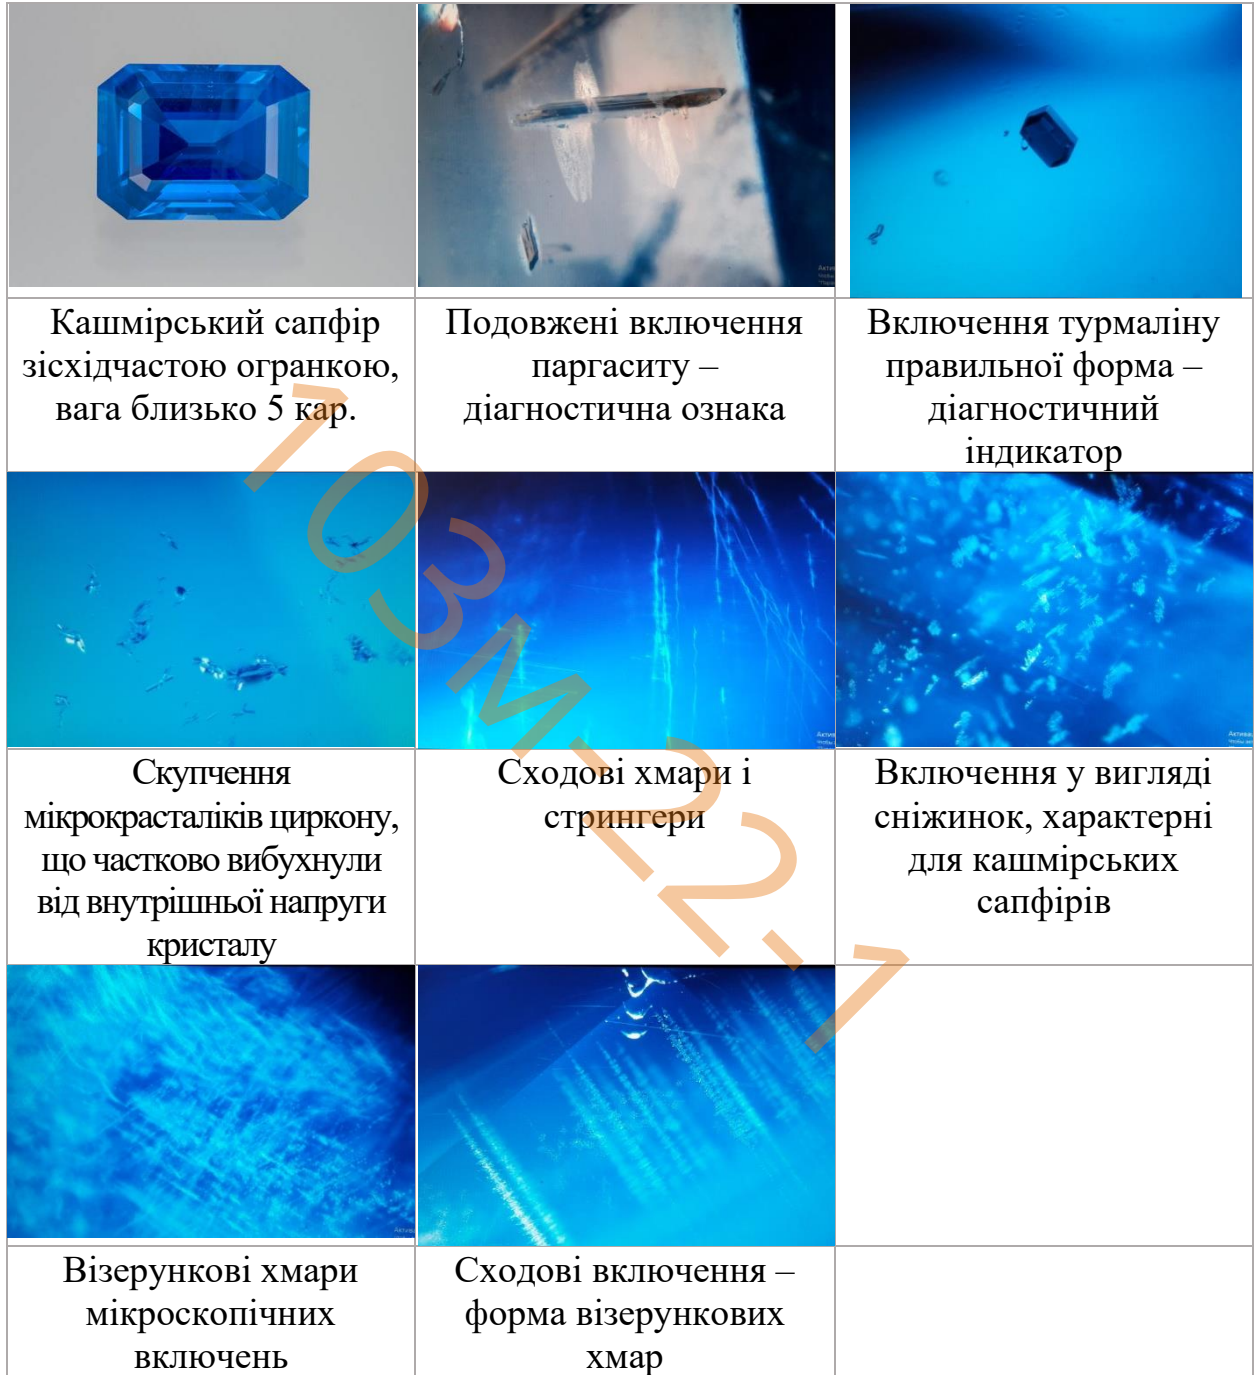 Кашмірський сапфір
зісхідчастою огранкою,
вага близько 5 кар.
Подовжені включення
паргаситу –
діагностична ознака
Включення турмаліну
правильної форма –
діагностичний
індикатор
Скупчення
мікрокрасталіків циркону,
що частково вибухнули
від внутрішньої напруги
кристалу
Сходові хмари і
стрингери
Включення у вигляді
сніжинок, характерні
для кашмірських
сапфірів
Візерункові хмари
мікроскопічних
включень
Сходові включення –
форма візерункових
хмар
103М-22-1